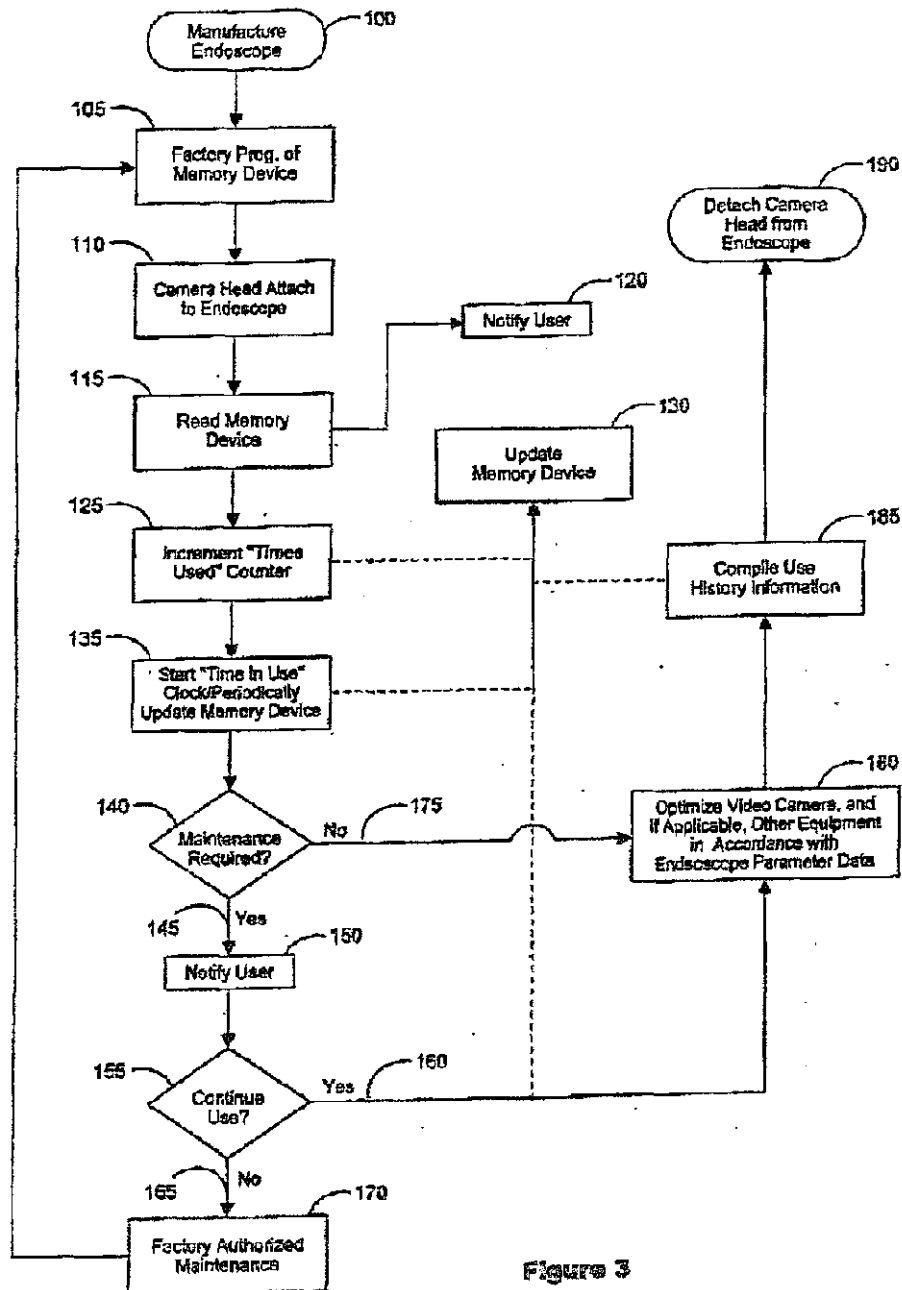 Manufacture
Endoscope
100
105
Factory Prog. of
Memory Device
190
Detach Camera
Head from
Endoscope
110
Camera Head Attach
to Endoscope
120
Notify User
115
Read Memory
Device
130
Update
Memory Device
125
Increment "Times
Used" Counter
185
Compile Use
History Information
135
Start "Time in Use"
Clock/Periodically
Update Memory Device
140
Maintenance
Required?
No
175
180
Optimize Video Camera, and
if Applicable, Other Equipment
in Accordance with
Endsoscope Parameter Data
145
Yes
150
Notify User
155
Continue
Use?
Yes
160
165
No
170
Factory Authorized
Maintenance
Figure 3